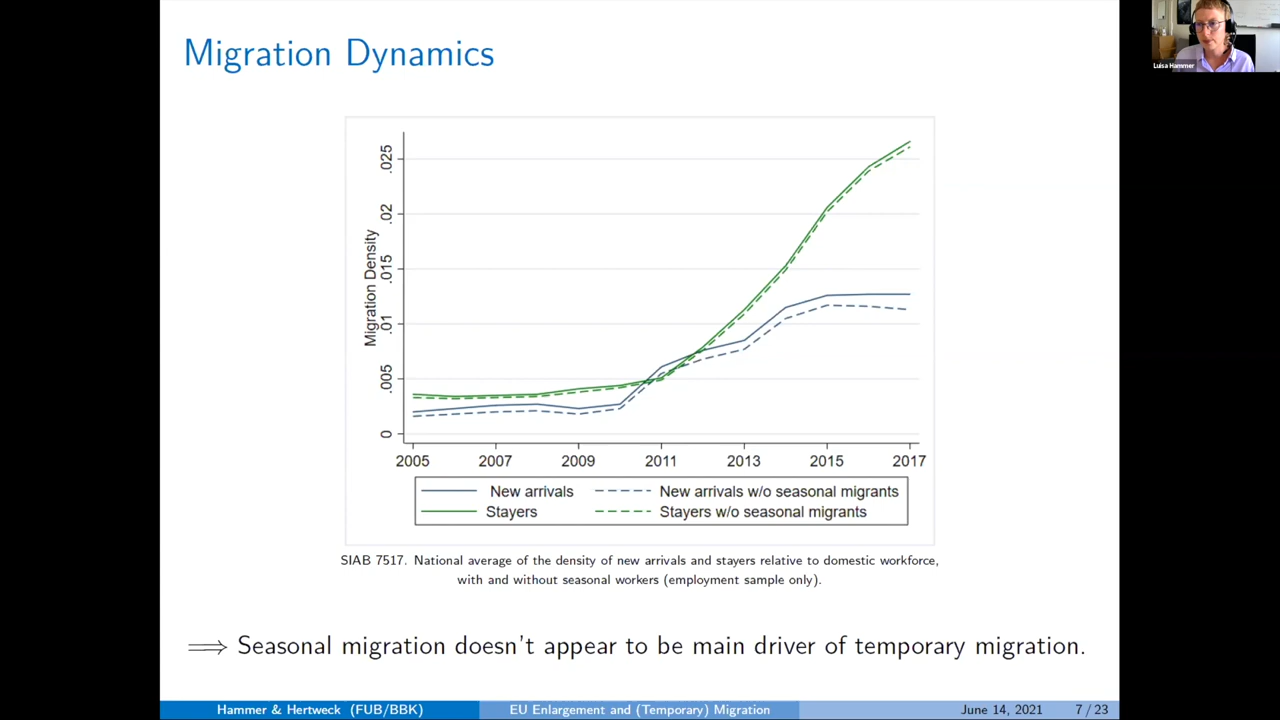 Migration Dynamics
Luisa Hammer
Migration Density
.025
.02
.015
.01
.005
0
2005 2007 2009 2011 2013 2015 2017
New arrivals New arrivals w/o seasonal migrants
Stayers Stayers w/o seasonal migrants
SIAB 7517. National average of the density of new arrivals and stayers relative to domestic workforce,
with and without seasonal workers (employment sample only).
⟹ Seasonal migration doesn't appear to be main driver of temporary migration.
Hammer & Hertweck (FUB/BBK) EU Enlargement and (Temporary) Migration June 14, 2021 7 / 23